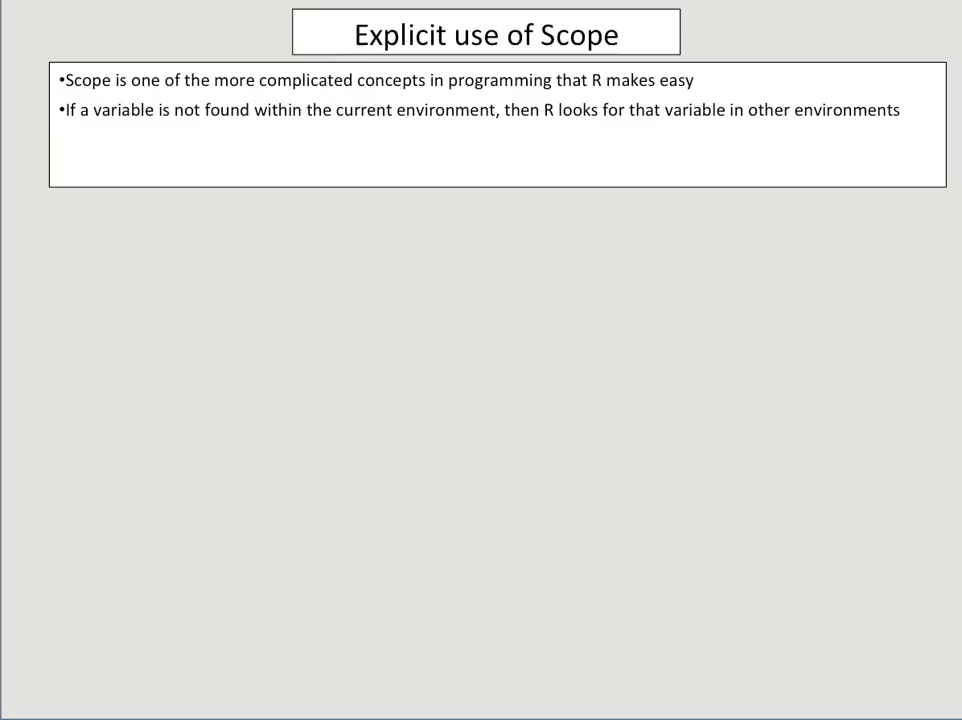 Explicit use of Scope
•Scope is one of the more complicated concepts in programming that R makes easy
•If a variable is not found within the current environment, then R looks for that variable in other environments